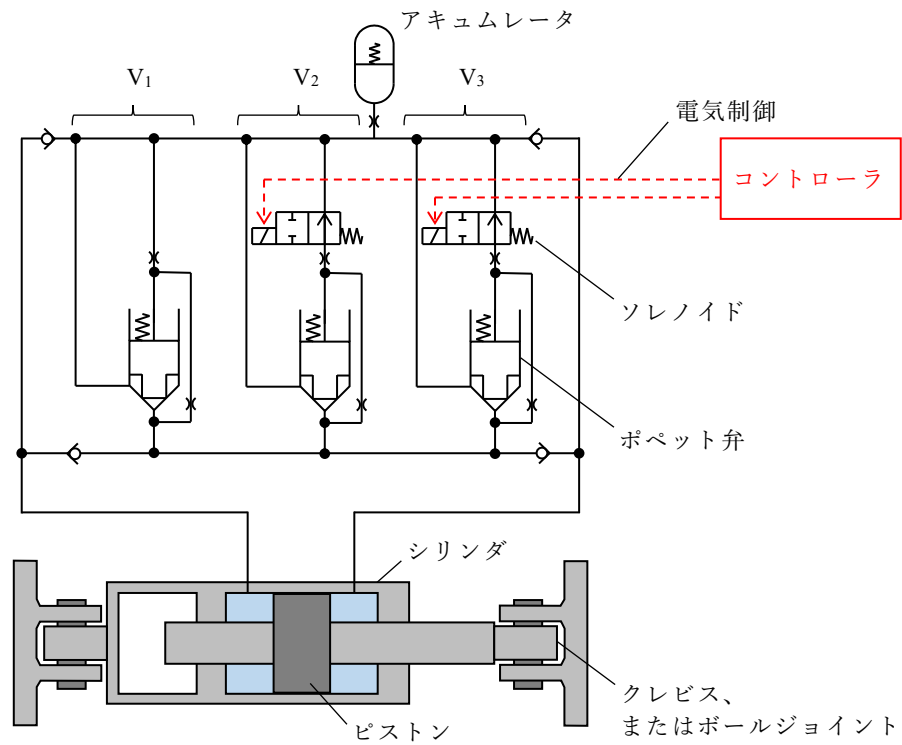 アキュムレータ
V₁
V₂
V₃
電気制御
コントローラ
ソレノイド
ポペット弁
シリンダ
クレビス、
またはボールジョイント
ピストン